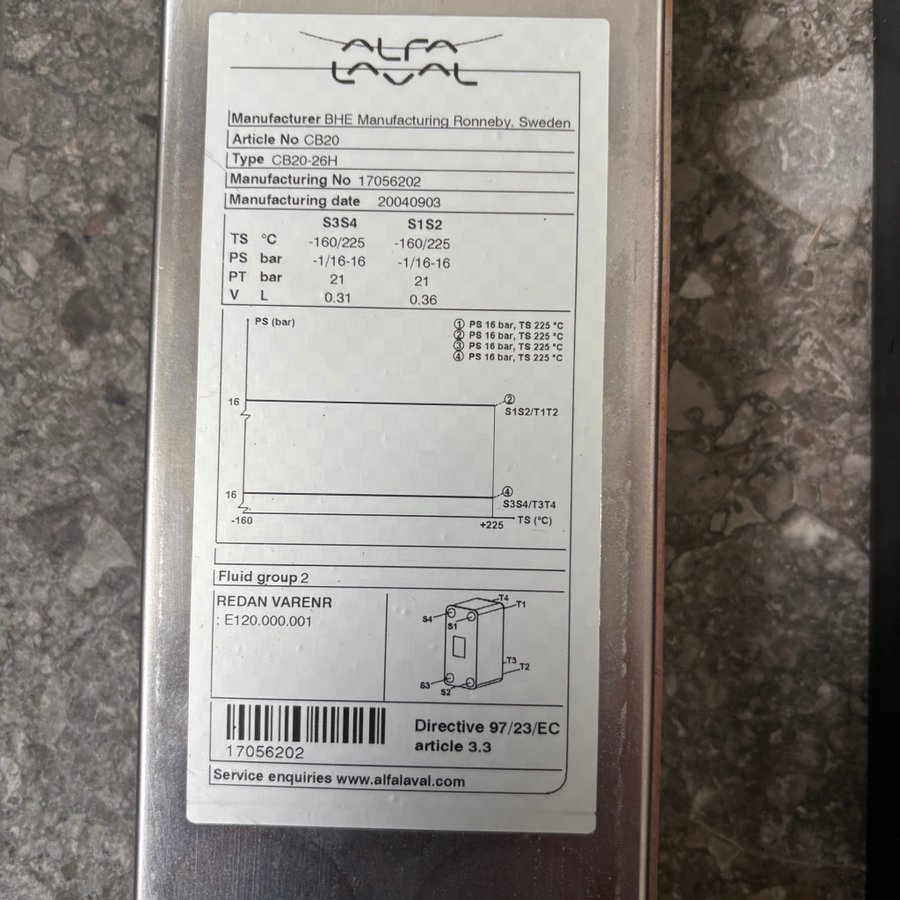 ALFA
LAVAL
Manufacturer BHE Manufacturing Ronneby. Sweden
Article No CB20
Type CB20-26H
Manufacturing No 17056202
Manufacturing date 20040903
S3S4 S1S2
TS °C -160/225 -160/225
PS bar -1/16-16 -1/16-16
PT bar 21 21
V L 0.31 0.36
PS (bar)
① PS 16 bar, TS 225 °C
② PS 16 bar, TS 225 °C
③ PS 16 bar, TS 225 °C
④ PS 16 bar, TS 225 °C
16 ②
S1S2/T1T2
16 ④
S3S4/T3T4
-160 +225 TS (°C)
Fluid group 2
REDAN VARENR
: E120.000.001
T4
T1
S4
S1
T3
T2
S3
S2
17056202
Directive 97/23/EC
article 3.3
Service enquiries www.alfalaval.com